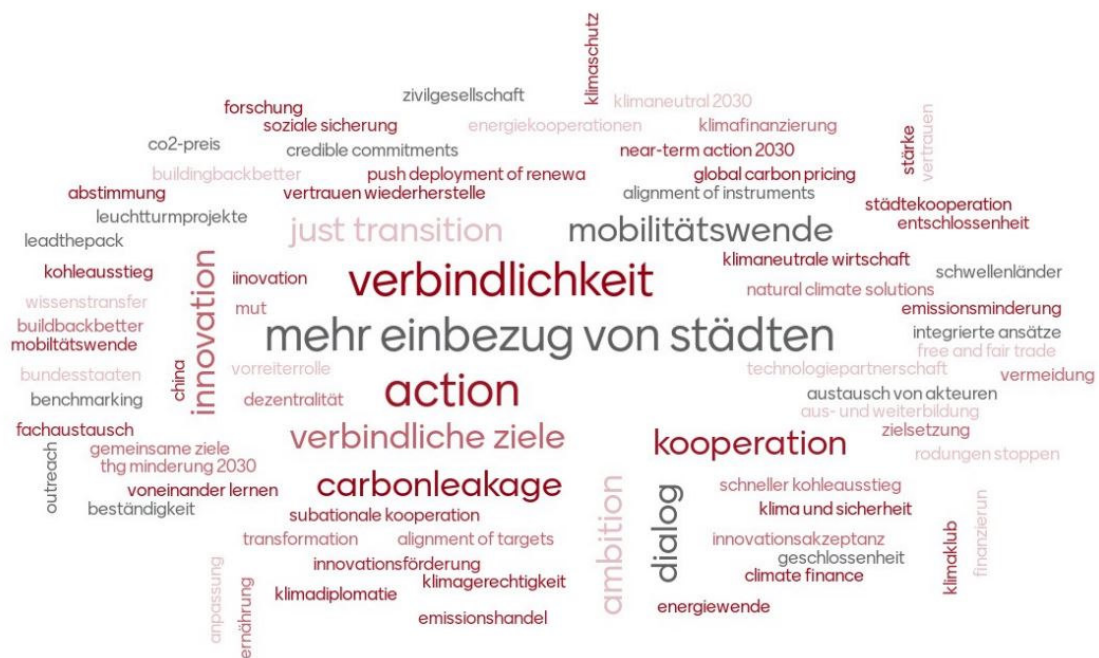 klimaschutz
zivilgesellschaft
klimaneutral 2030
forschung
soziale sicherung
energiekooperationen
klimafinanzierung
co2-preis
credible commitments
near-term action 2030
stärke
vertrauen
buildingbackbetter
push deployment of renewa
global carbon pricing
abstimmung
vertrauen wiederherstelle
alignment of instruments
städtekooperation
leuchtturmprojekte
just transition
mobilitätswende
entschlossenheit
leadthepack
klimaneutrale wirtschaft
kohleausstieg
innovation
iinovation
verbindlichkeit
schwellenländer
wissenstransfer
mut
natural climate solutions
emissionsminderung
buildbackbetter
mehr einbezug von städten
integrierte ansätze
mobiltätswende
free and fair trade
bundesstaaten
china
vorreiterrolle
technologiepartnerschaft
vermeidung
benchmarking
dezentralität
action
austausch von akteuren
aus- und weiterbildung
fachaustausch
verbindliche ziele
kooperation
zielsetzung
gemeinsame ziele
rodungen stoppen
thg minderung 2030
outreach
voneinander lernen
carbonleakage
schneller kohleausstieg
beständigkeit
ambition
dialog
klima und sicherheit
subationale kooperation
klimaklub
finanzierun
transformation
alignment of targets
innovationsakzeptanz
geschlossenheit
innovationsförderung
anpassung
ernährung
klimadiplomatie
klimagerechtigkeit
climate finance
emissionshandel
energiewende